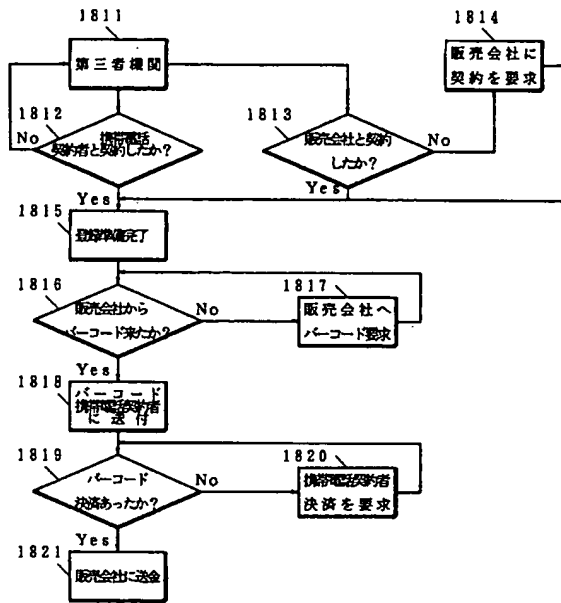 1811
第三者機関
1812
携帯電話
契約者と契約したか?
No
Yes
1813
販売会社と契約
したか?
No
Yes
1814
販売会社に
契約を要求
1815
登録準備完了
1816
販売会社から
バーコード来たか?
No
Yes
1817
販売会社へ
バーコード要求
1818
バーコード
携帯電話契約者
に送付
1819
バーコード
決済あったか?
No
Yes
1820
携帯電話契約者
決済を要求
1821
販売会社に送金